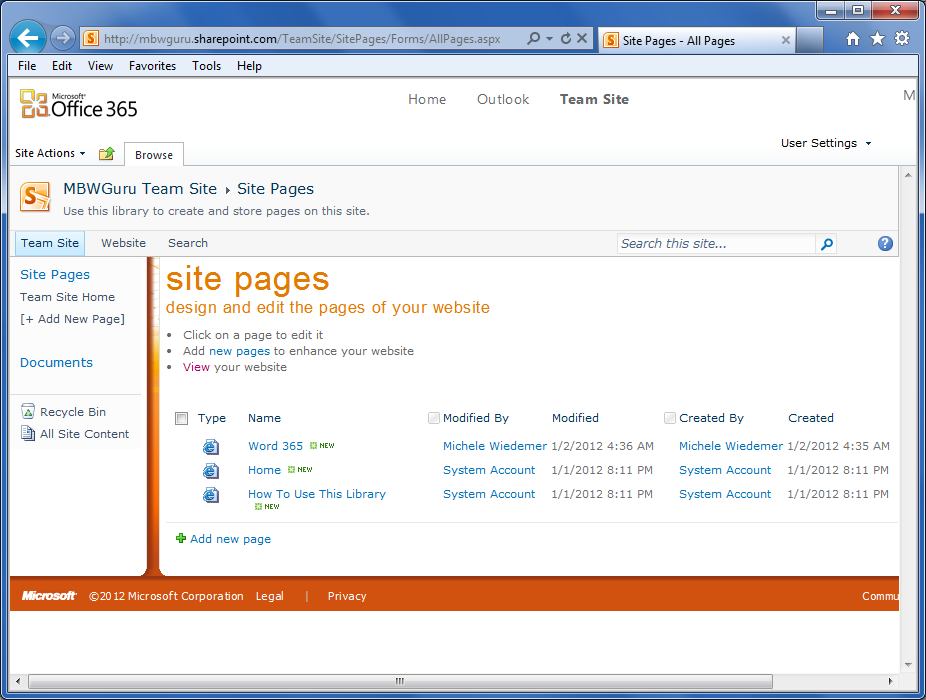 http://mbwguru.sharepoint.com/TeamSite/SitePages/Forms/AllPages.aspx
Site Pages - All Pages
File Edit View Favorites Tools Help
Microsoft
Office 365
Home Outlook Team Site M
User Settings
Site Actions Browse
MBWGuru Team Site Site Pages
Use this library to create and store pages on this site.
Team Site Website Search Search this site...
Site Pages
Team Site Home
[+ Add New Page]
Documents
Recycle Bin
All Site Content
site pages
design and edit the pages of your website
Click on a page to edit it
Add new pages to enhance your website
View your website
Type Name Modified By Modified Created By Created
Word 365 NEW Michele Wiedemer 1/2/2012 4:36 AM Michele Wiedemer 1/2/2012 4:35 AM
Home NEW System Account 1/1/2012 8:11 PM System Account 1/1/2012 8:11 PM
How To Use This Library System Account 1/1/2012 8:11 PM System Account 1/1/2012 8:11 PM
NEW
Add new page
Microsoft ©2012 Microsoft Corporation Legal | Privacy Commu